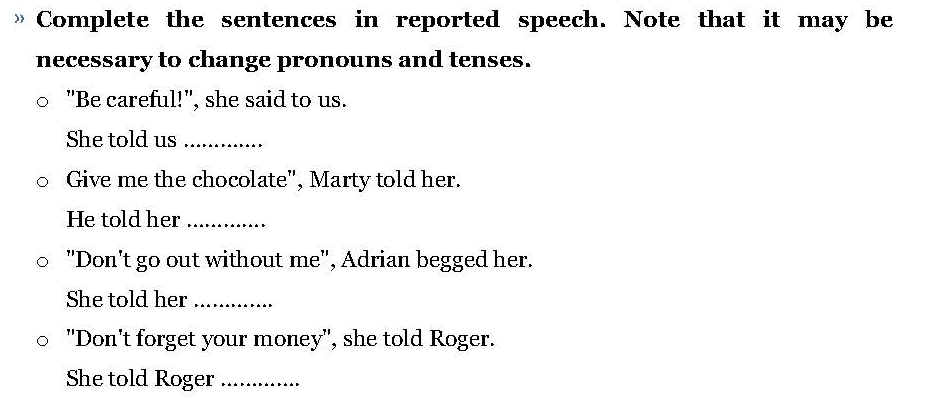 » Complete the sentences in reported speech. Note that it may be
necessary to change pronouns and tenses.
o "Be careful!", she said to us.
She told us .............
o Give me the chocolate", Marty told her.
He told her .............
o "Don't go out without me", Adrian begged her.
She told her .............
o "Don't forget your money", she told Roger.
She told Roger .............